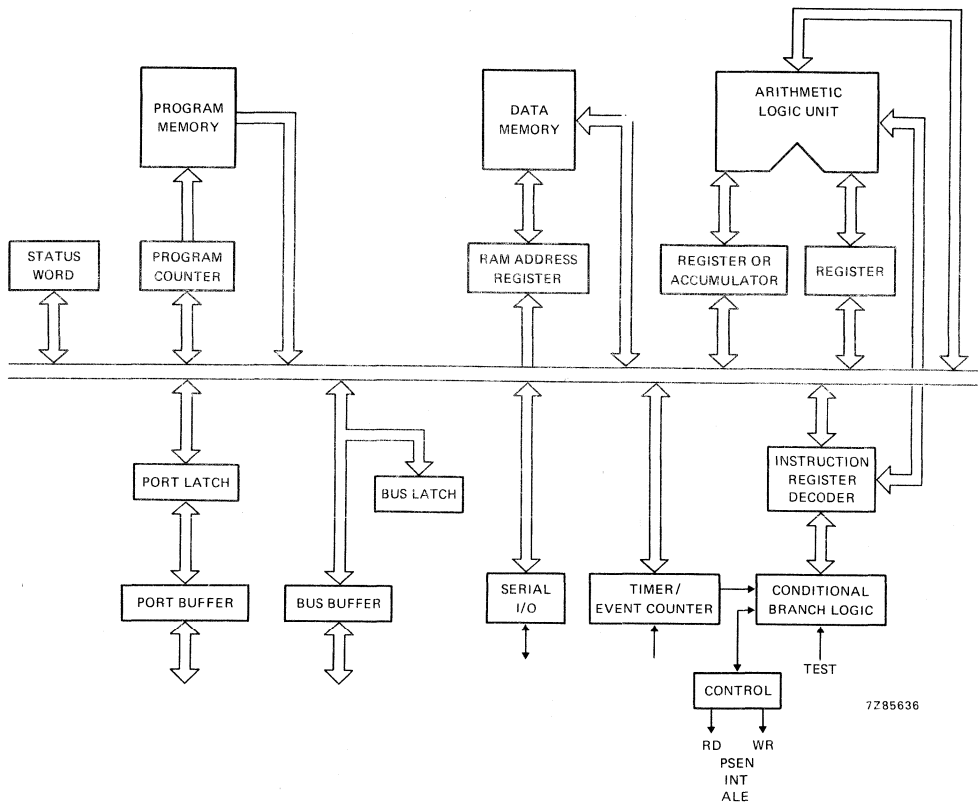 PROGRAM
MEMORY
DATA
MEMORY
ARITHMETIC
LOGIC UNIT
STATUS
WORD
PROGRAM
COUNTER
RAM ADDRESS
REGISTER
REGISTER OR
ACCUMULATOR
REGISTER
PORT LATCH
BUS LATCH
INSTRUCTION
REGISTER
DECODER
PORT BUFFER
BUS BUFFER
SERIAL
I/O
TIMER/
EVENT COUNTER
CONDITIONAL
BRANCH LOGIC
TEST
CONTROL
7Z85636
RD WR
PSEN
INT
ALE